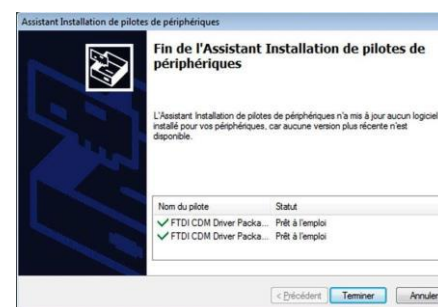 Assistant Installation de pilotes de périphériques
Fin de l'Assistant Installation de pilotes de
périphériques
L'Assistant Installation de pilotes de périphériques n'a mis à jour aucun logiciel
installé pour vos périphériques, car aucune version plus récente n'est
disponible.
Nom du pilote Statut
FTDI CDM Driver Packa... Prêt à l'emploi
FTDI CDM Driver Packa... Prêt à l'emploi
< Précédent Terminer Annuler